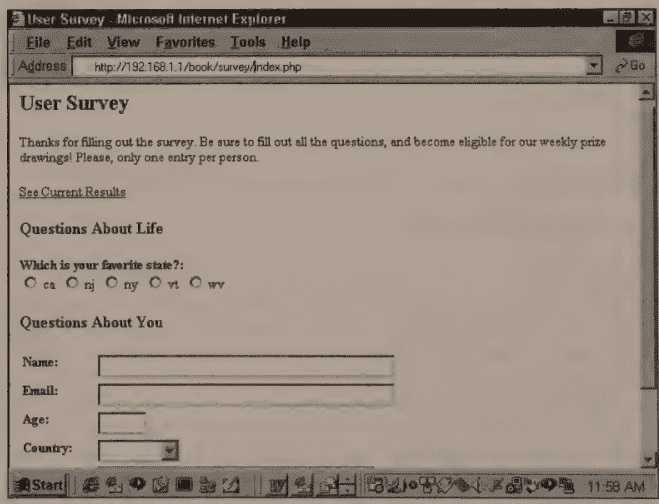 User Survey - Microsoft Internet Explorer
File Edit View Favorites Tools Help
Address http://192.168.1.1/book/survey/index.php Go
User Survey
Thanks for filling out the survey. Be sure to fill out all the questions, and become eligible for our weekly prize
drawings! Please, only one entry per person.
See Current Results
Questions About Life
Which is your favorite state?:
ca nj ny vt wv
Questions About You
Name:
Email:
Age:
Country:
Start 11:58 AM